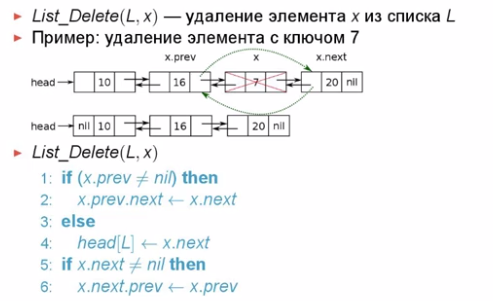 ► List_Delete(L, x) — удаление элемента x из списка L
► Пример: удаление элемента с ключом 7
x.prev x x.next
head 10 16 7 20 nil
head nil 10 16 20 nil
► List_Delete(L, x)
1: if (x.prev ≠ nil) then
2: x.prev.next ← x.next
3: else
4: head[L] ← x.next
5: if x.next ≠ nil then
6: x.next.prev ← x.prev